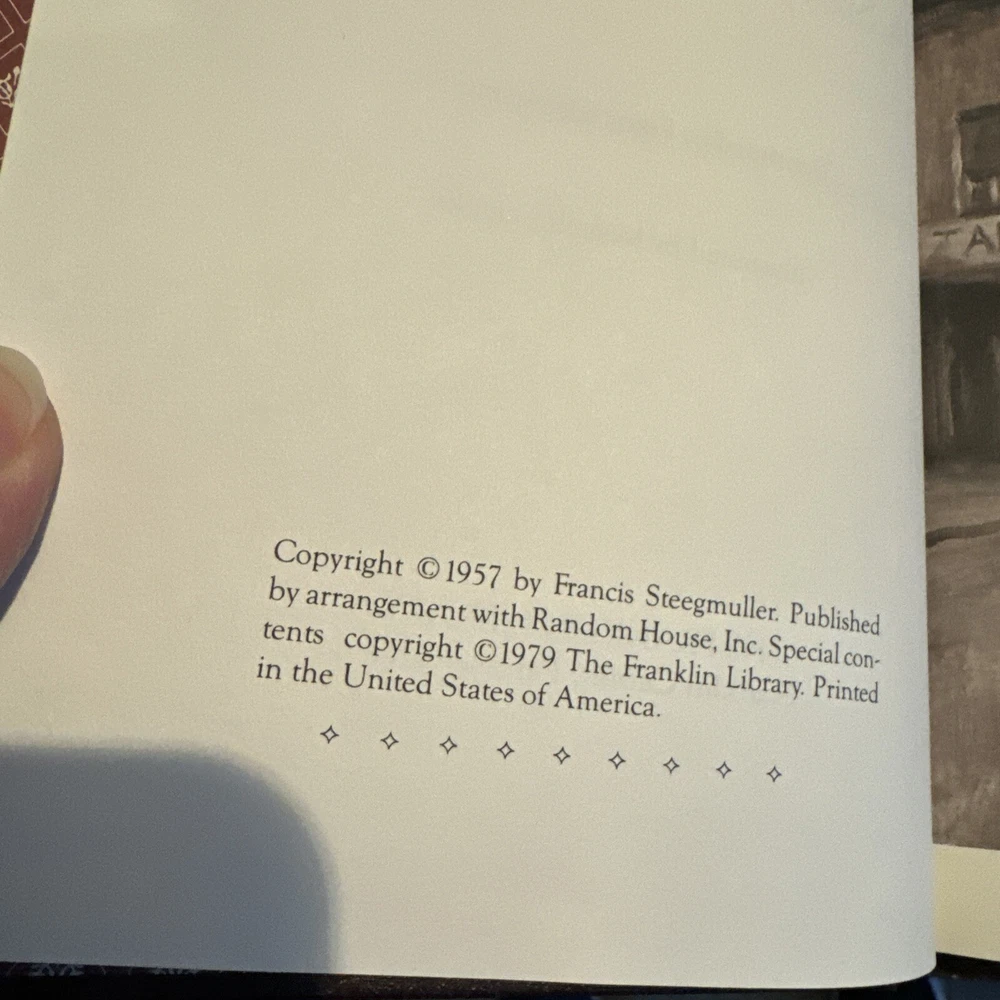 Copyright ©1957 by Francis Steegmuller. Published
by arrangement with Random House, Inc. Special con-
tents copyright ©1979 The Franklin Library. Printed
in the United States of America.